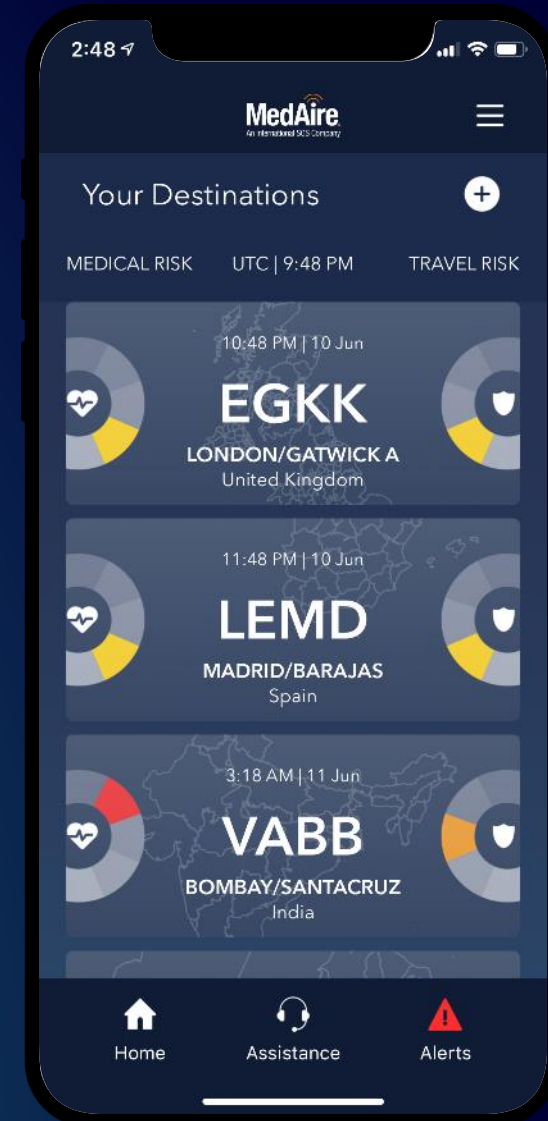 2:48
MedAire
An International SOS Company
Your Destinations
MEDICAL RISK UTC | 9:48 PM TRAVEL RISK
10:48 PM | 10 Jun
EGKK
LONDON/GATWICK A
United Kingdom
11:48 PM | 10 Jun
LEMD
MADRID/BARAJAS
Spain
3:18 AM | 11 Jun
VABB
BOMBAY/SANTACRUZ
India
Home Assistance Alerts